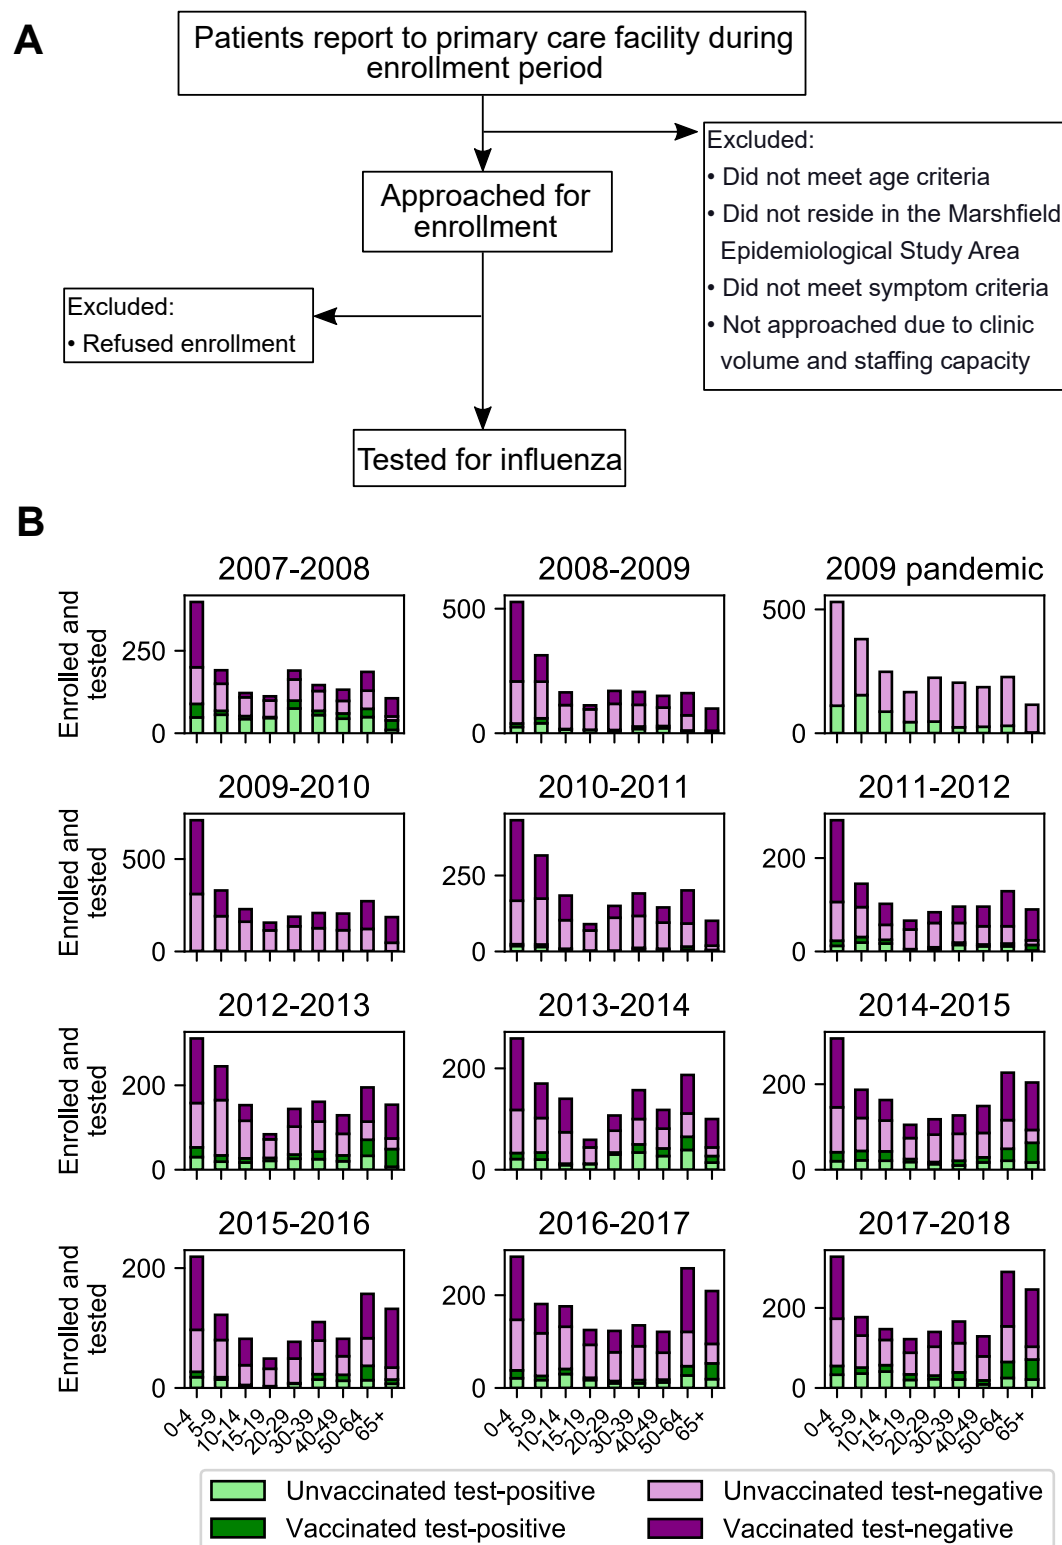 A
Patients report to primary care facility during
enrollment period
Excluded:
• Did not meet age criteria
• Did not reside in the Marshfield
Epidemiological Study Area
• Did not meet symptom criteria
• Not approached due to clinic
volume and staffing capacity
Approached for
enrollment
Excluded:
• Refused enrollment
Tested for influenza
B
2007-2008
2008-2009
2009 pandemic
Enrolled and
tested
250
0
500
0
500
0
2009-2010
2010-2011
2011-2012
Enrolled and
tested
500
0
250
0
200
0
2012-2013
2013-2014
2014-2015
Enrolled and
tested
200
0
200
0
200
0
2015-2016
2016-2017
2017-2018
Enrolled and
tested
200
0
200
0
200
0
0-4
5-9
10-14
15-19
20-29
30-39
40-49
50-64
65+
0-4
5-9
10-14
15-19
20-29
30-39
40-49
50-64
65+
0-4
5-9
10-14
15-19
20-29
30-39
40-49
50-64
65+
Unvaccinated test-positive
Unvaccinated test-negative
Vaccinated test-positive
Vaccinated test-negative